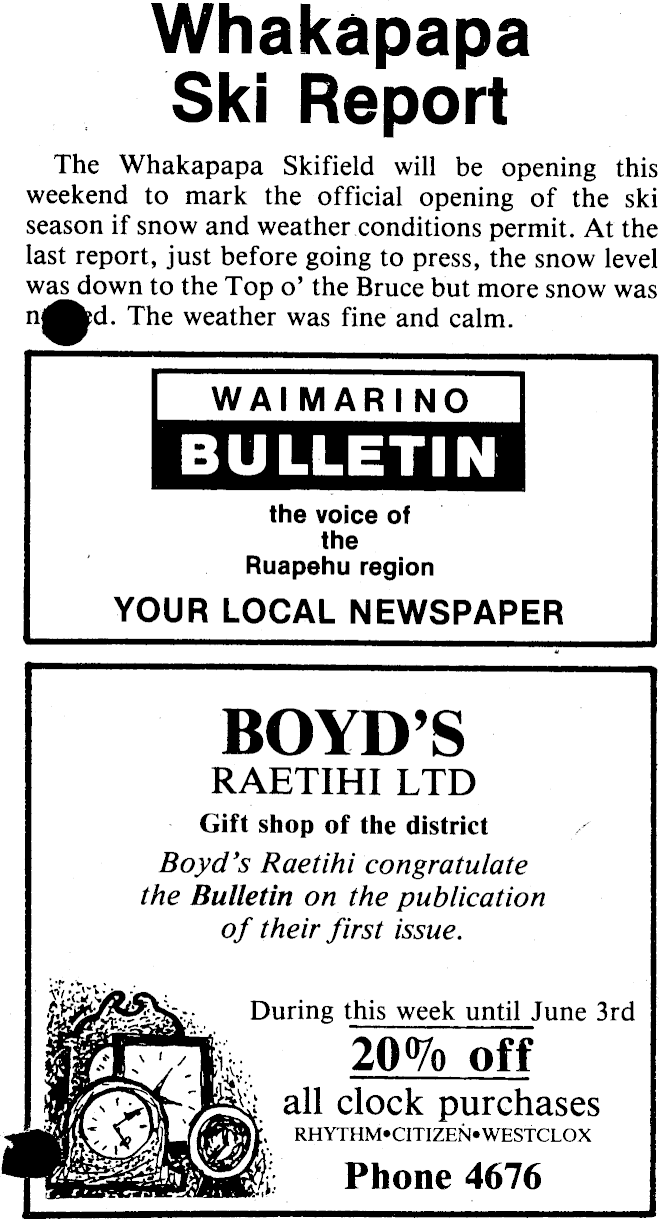 Whakapapa
Ski Report
The Whakapapa Skifield will be opening this
weekend to mark the official opening of the ski
season if snow and weather conditions permit. At the
last report, just before going to press, the snow level
was down to the Top o' the Bruce but more snow was
The weather was fine and calm.
WAIMARINO
BULLETIN
the voice of
the
Ruapehu region
YOUR LOCAL NEWSPAPER
BOYD'S
RAETIHI LTD
Gift shop of the district
Boyd's Raetihi congratulate
the Bulletin on the publication
of their first issue.
During this week until June 3rd
20% off
all clock purchases
RHYTHM•CITIZEN•WESTCLOX
Phone 4676